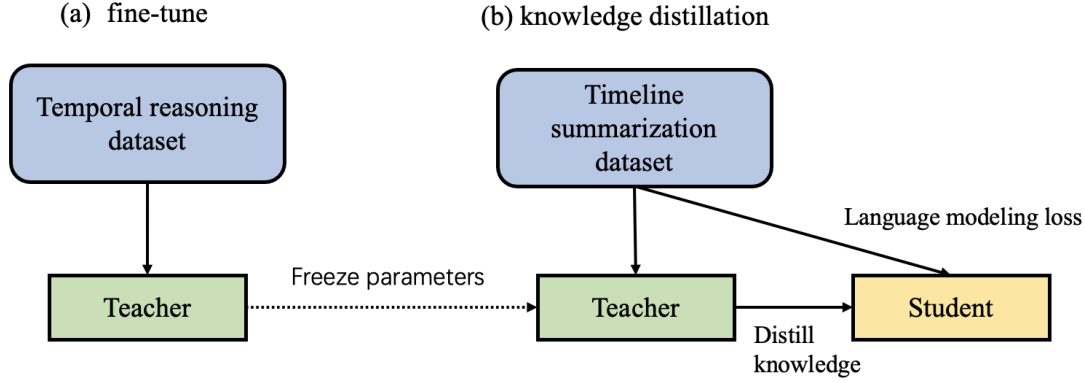 (a) fine-tune
(b) knowledge distillation
Temporal reasoning
dataset
Timeline
summarization
dataset
Language modeling loss
Freeze parameters
Teacher
Teacher
Student
Distill
knowledge